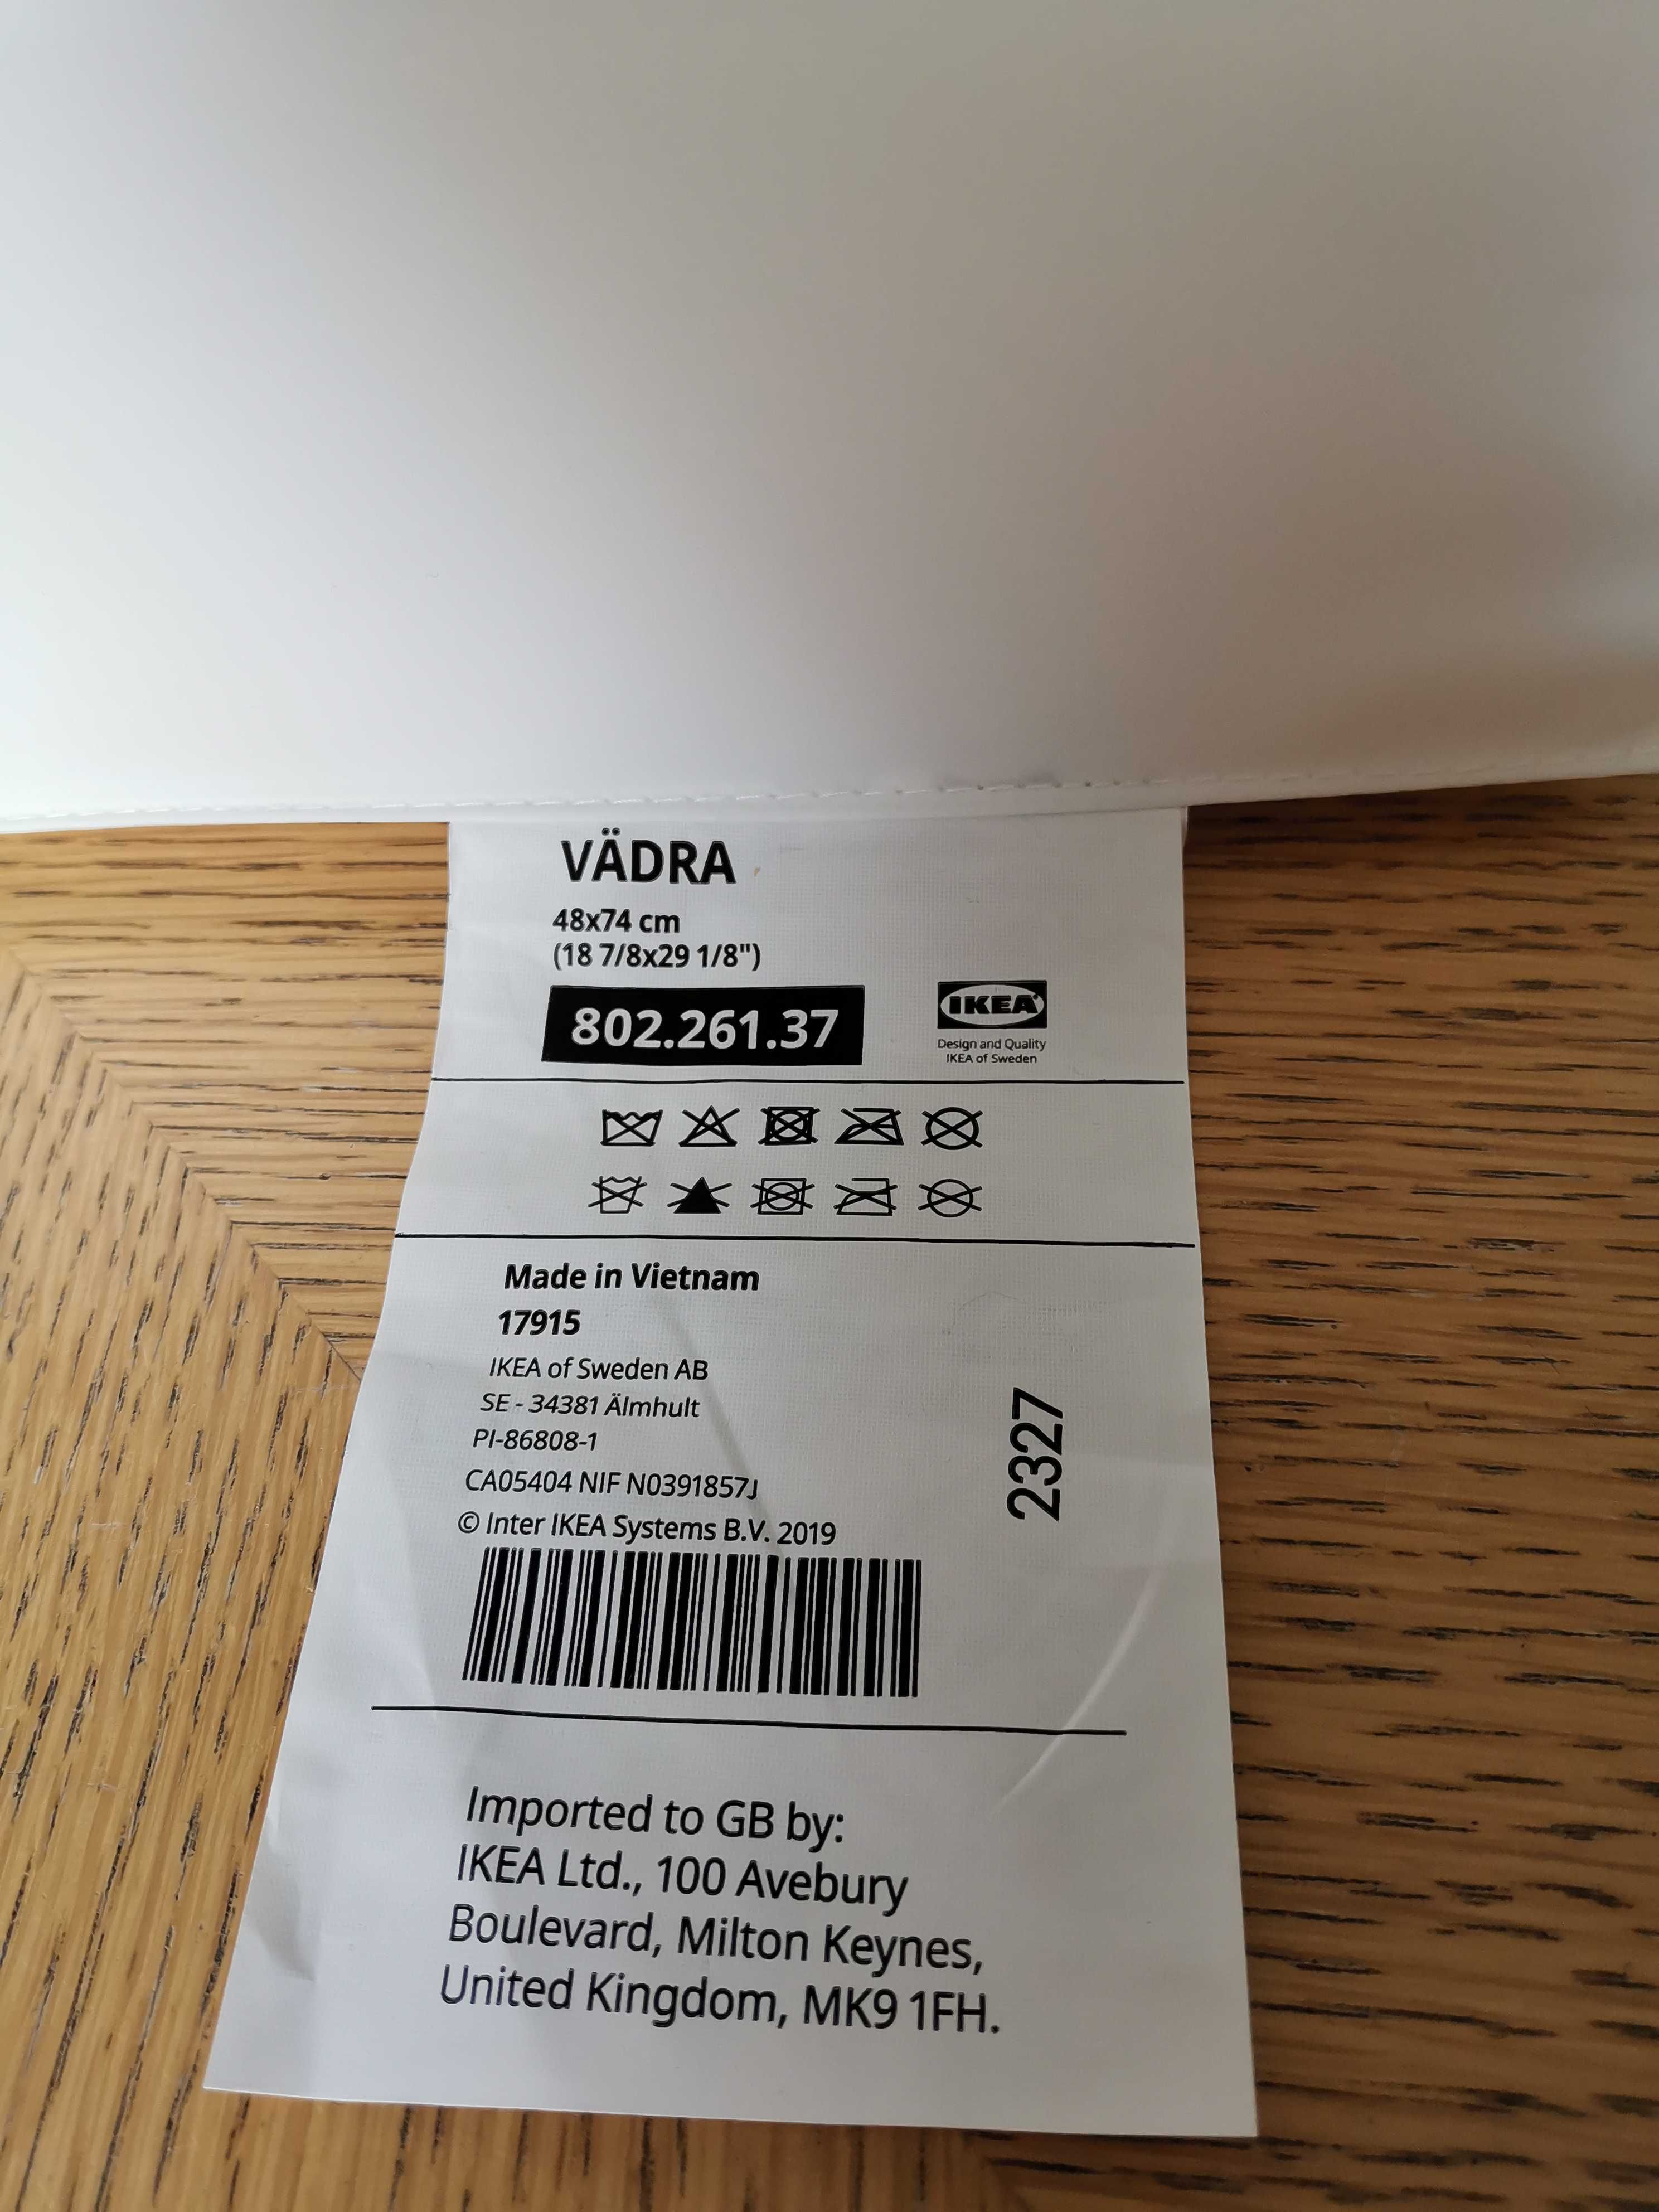 VÄDRA
48x74 cm
(18 7/8x29 1/8")
802.261.37
IKEA
Design and Quality
IKEA of Sweden
Made in Vietnam
17915
IKEA of Sweden AB
SE - 34381 Älmhult
PI-86808-1
CA05404 NIF N0391857J
© Inter IKEA Systems B.V. 2019
2327
Imported to GB by:
IKEA Ltd., 100 Avebury
Boulevard, Milton Keynes,
United Kingdom, MK9 1FH.